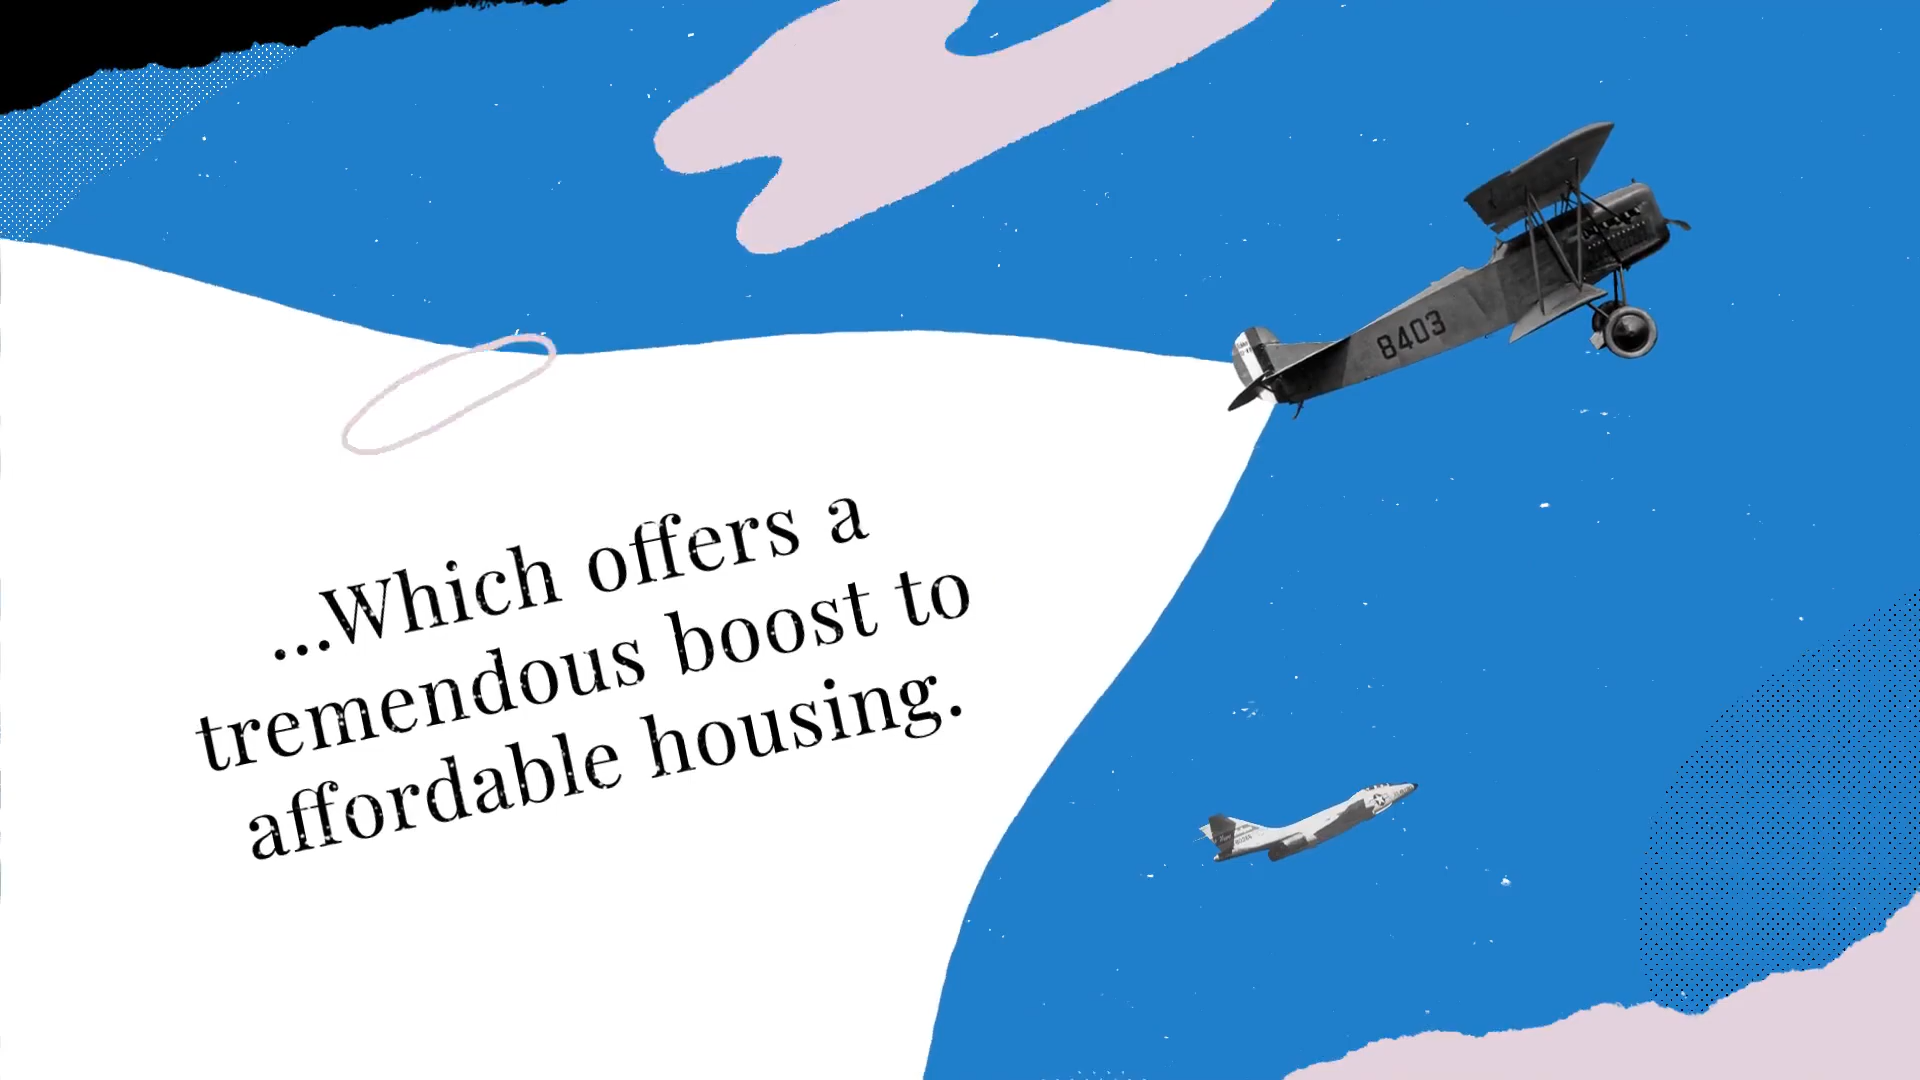 ...Which offers a
tremendous boost to
affordable housing.
8403